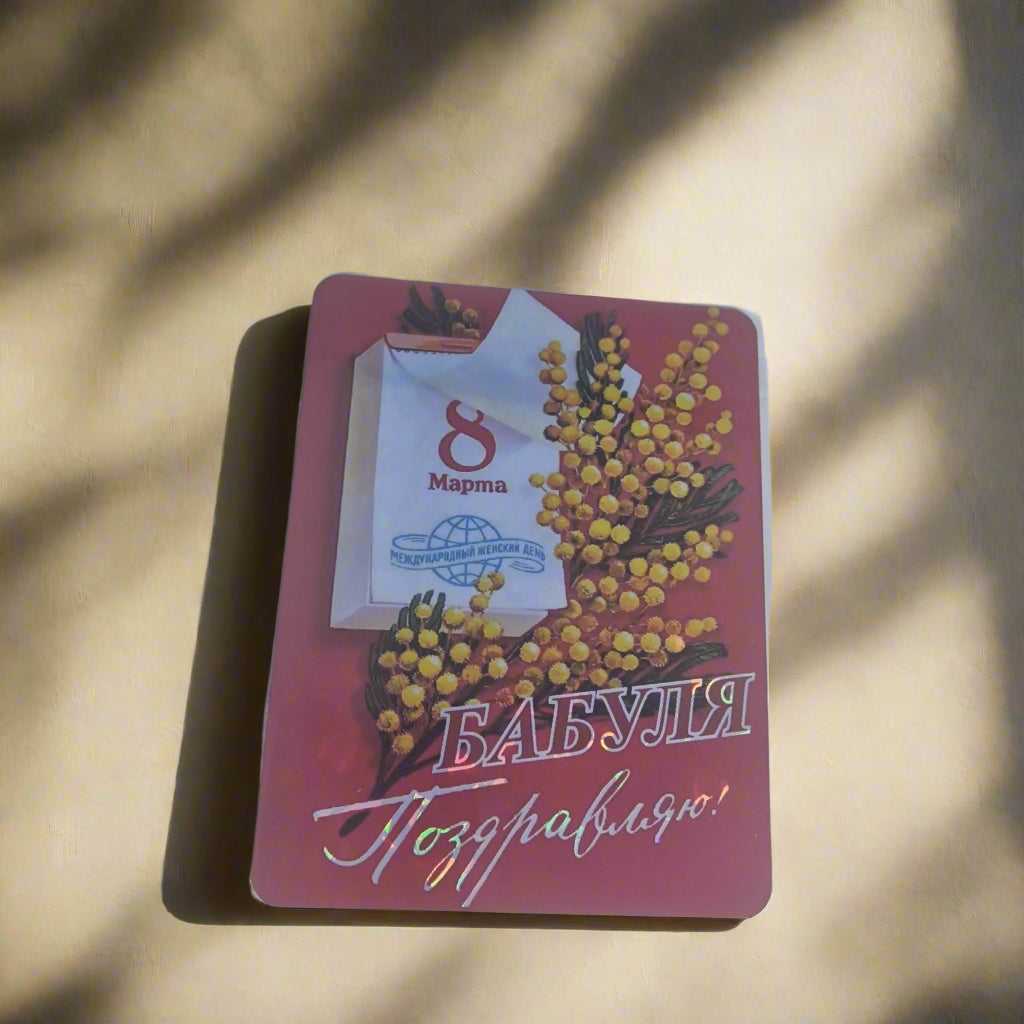 8
Марта
МЕЖДУНАРОДНЫЙ ЖЕНСКИЙ ДЕНЬ
БАБУЛЯ
Поздравляю!